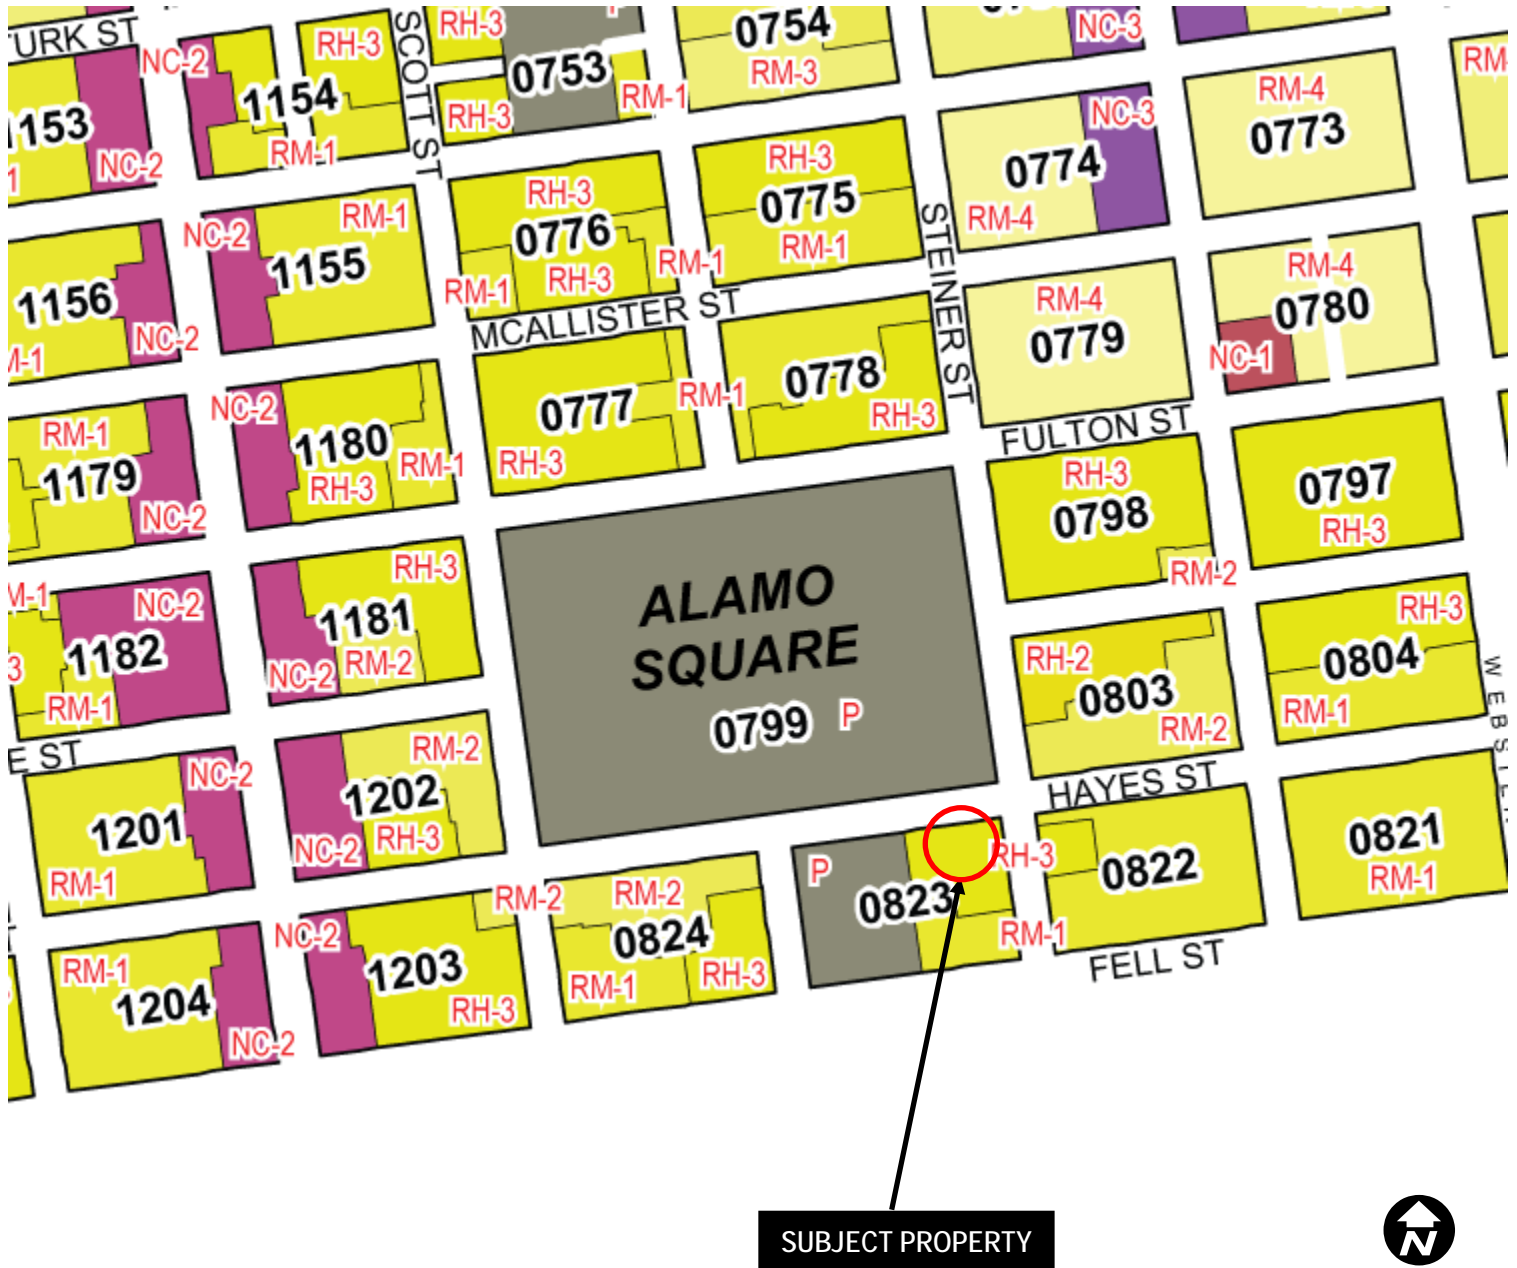 TURK ST
NC-2
RH-3
SCOTT ST
RH-3
0753
0754
RM-3
NC-3
RM-4
0773
RM-
1153
NC-2
1154
RM-1
RH-3
RM-1
NC-3
0774
RM-4
1156
NC-2
NC-2
RM-1
1155
RH-3
0776
RM-1
RH-3
RM-1
RH-3
0775
RM-1
STEINER ST
MCALLISTER ST
RM-4
0779
RM-4
0780
NC-1
M-1
RM-1
1179
NC-2
NC-2
1180
RH-3
RM-1
0777
RH-3
RM-1
0778
RH-3
FULTON ST
RH-3
0798
RM-2
0797
RH-3
M-1
NC-2
1182
3
RM-1
RH-3
1181
NC-2
RM-2
ALAMO
SQUARE
0799 P
RH-2
0803
RM-2
RH-3
0804
RM-1
E ST
NC-2
1201
RM-1
RM-2
1202
NC-2
RH-3
HAYES ST
P
0823
RH-3
RM-1
0822
0821
RM-1
RM-1
1204
NC-2
NC-2
1203
RH-3
RM-2
RM-2
0824
RM-1
RH-3
FELL ST
SUBJECT PROPERTY
N